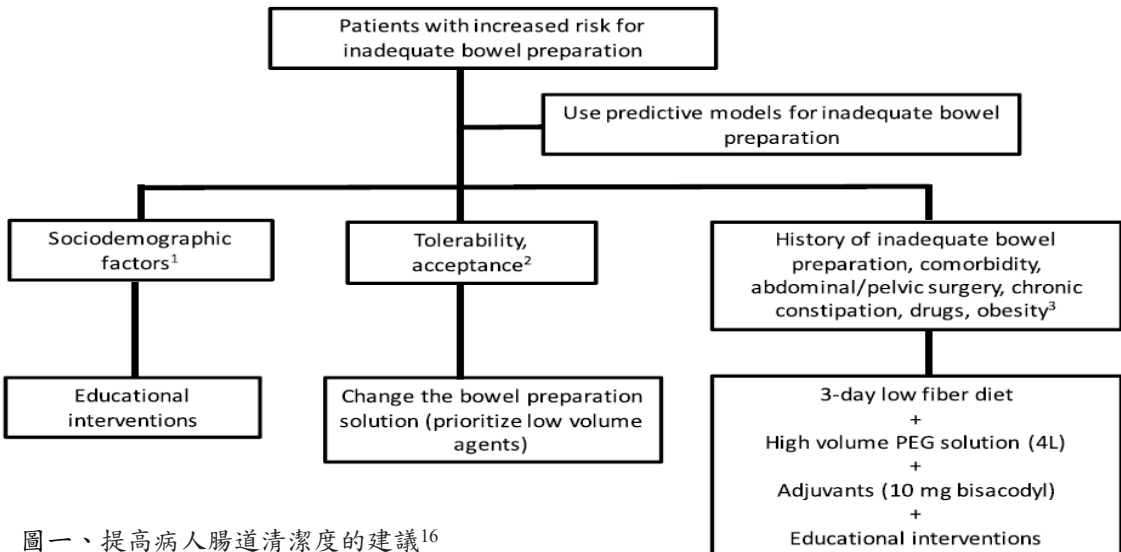 Patients with increased risk for
inadequate bowel preparation
Use predictive models for inadequate bowel
preparation
Sociodemographic
factors¹
Tolerability,
acceptance²
History of inadequate bowel
preparation, comorbidity,
abdominal/pelvic surgery, chronic
constipation, drugs, obesity³
Educational
interventions
Change the bowel preparation
solution (prioritize low volume
agents)
3-day low fiber diet
+
High volume PEG solution (4L)
+
Adjuvants (10 mg bisacodyl)
+
Educational interventions
圖一、提高病人腸道清潔度的建議¹⁶